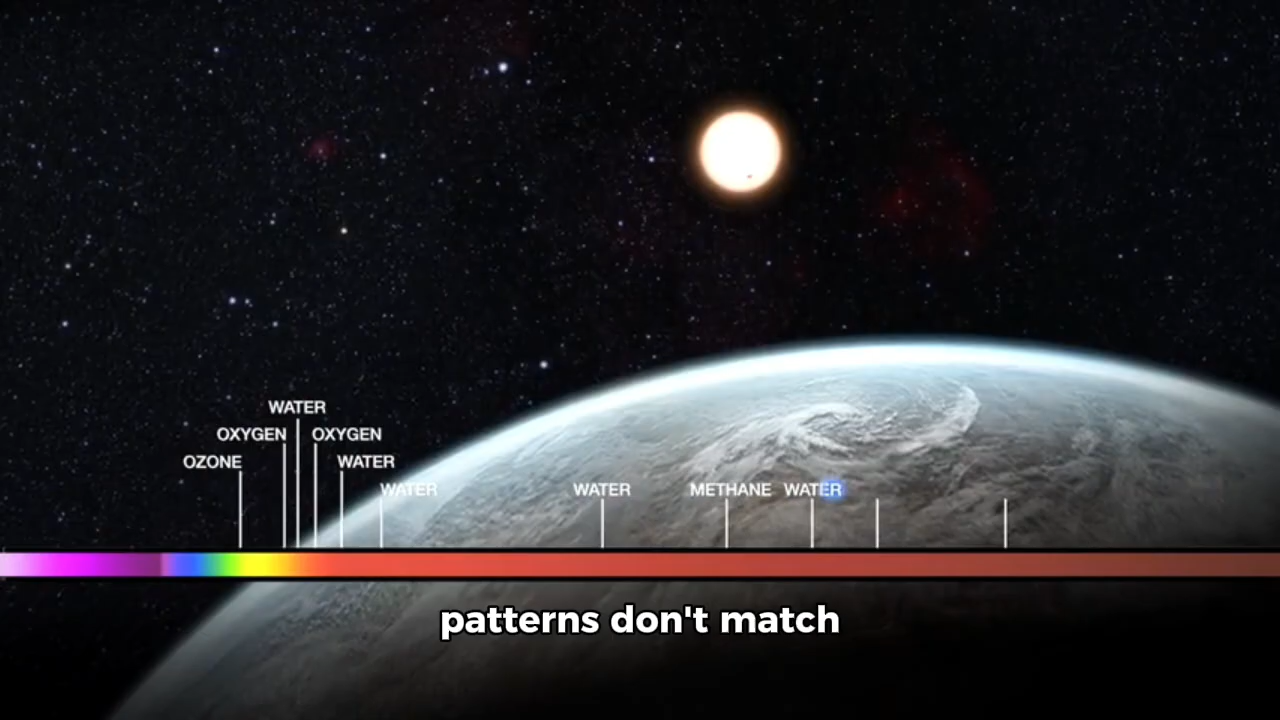 WATER
OXYGEN OXYGEN
OZONE WATER
WATER WATER METHANE WATER
patterns don't match